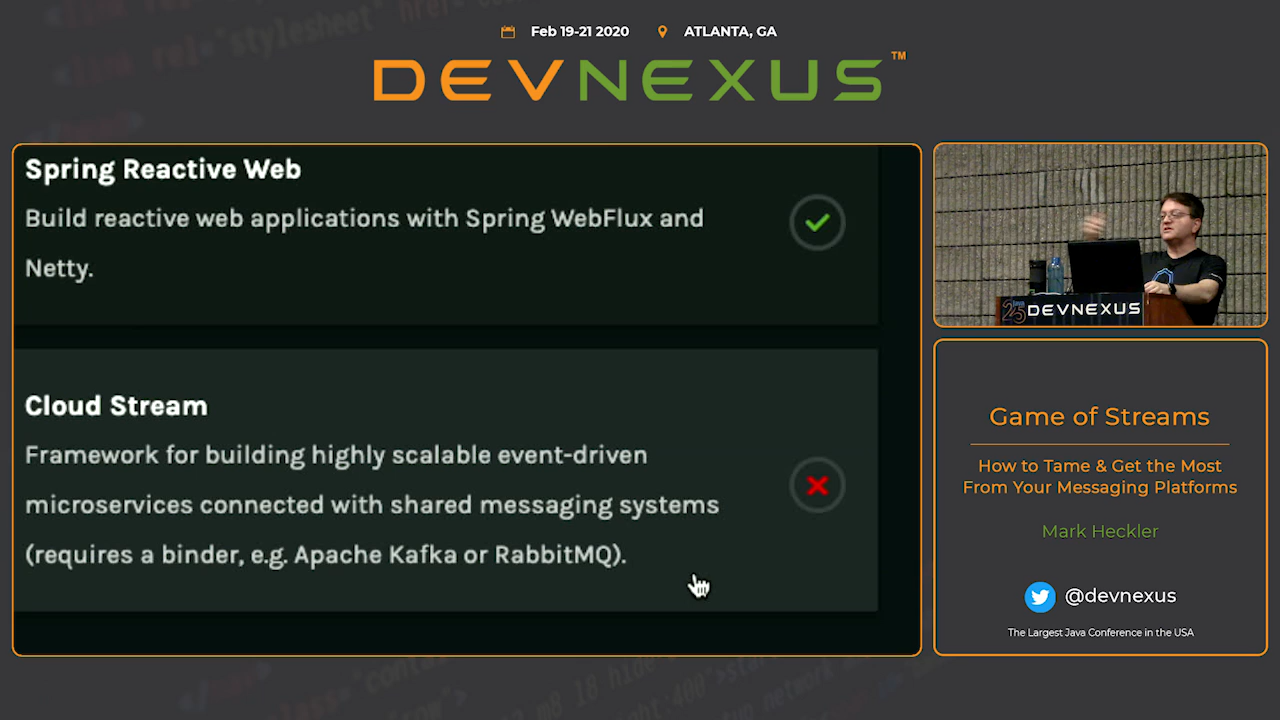 Feb 19-21 2020
ATLANTA, GA
DEVNEXUS™
Spring Reactive Web
Build reactive web applications with Spring WebFlux and
Netty.
Cloud Stream
Framework for building highly scalable event-driven
microservices connected with shared messaging systems
(requires a binder, e.g. Apache Kafka or RabbitMQ).
25 DEVNEXUS
Game of Streams
How to Tame & Get the Most
From Your Messaging Platforms
Mark Heckler
@devnexus
The Largest Java Conference in the USA